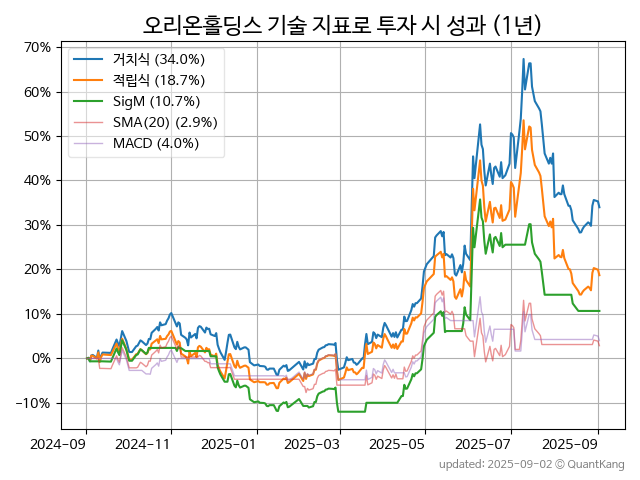 오리온홀딩스 기술 지표로 투자 시 성과 (1년)
70%
60%
50%
40%
30%
20%
10%
0%
−10%
거치식 (34.0%)
적립식 (18.7%)
SigM (10.7%)
SMA(20) (2.9%)
MACD (4.0%)
2024-09
2024-11
2025-01
2025-03
2025-05
2025-07
2025-09
updated: 2025-09-02 © QuantKang